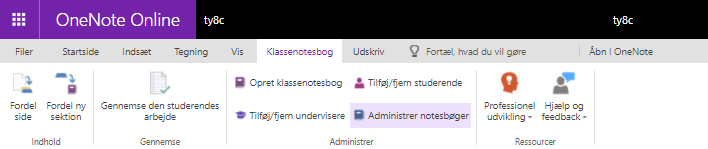 OneNote Online ty8c ty8c
Filer Startside Indsæt Tegning Vis Klassenotesbog Udskriv Fortæl, hvad du vil gøre Åbn I OneNote
Fordel side
Fordel ny sektion
Indhold
Gennemse den studerendes arbejde
Gennemse
Opret klassenotesbog
Tilføj/fjern studerende
Tilføj/fjern undervisere
Administrer notesbøger
Administrer
Professionel udvikling
Hjælp og feedback
Ressourcer